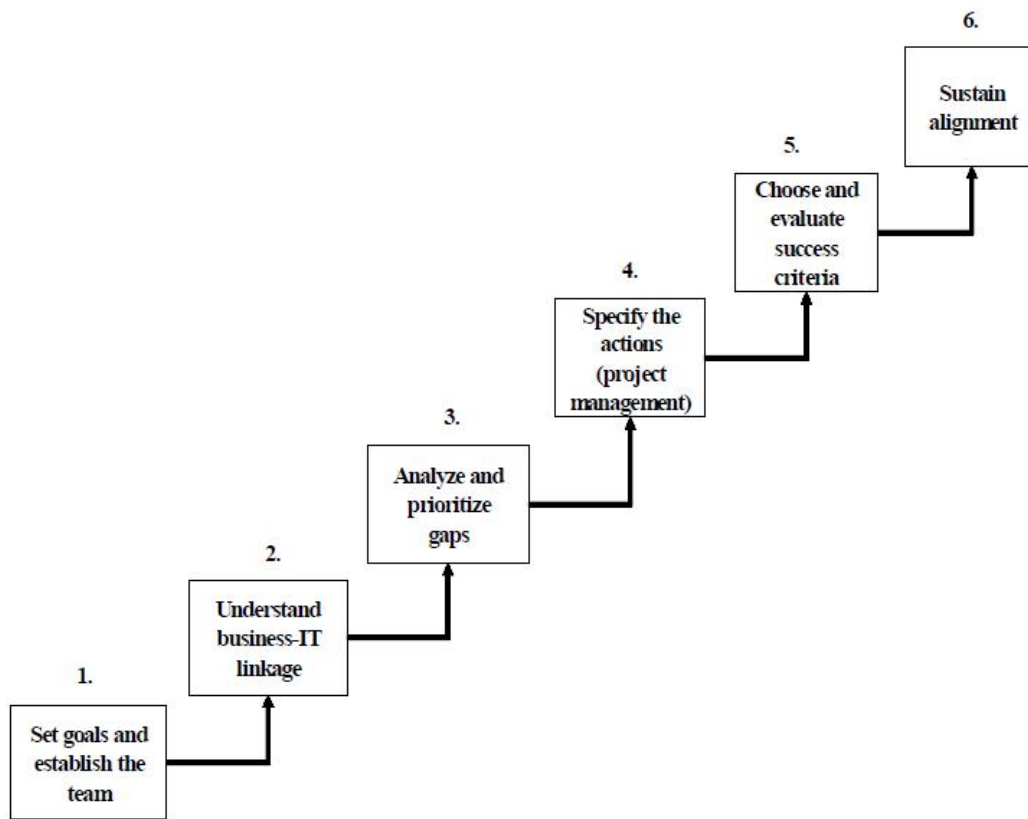 6.
Sustain
alignment
5.
Choose and
evaluate
success
criteria
4.
Specify the
actions
(project
management)
3.
Analyze and
prioritize
gaps
2.
Understand
business-IT
linkage
1.
Set goals and
establish the
team